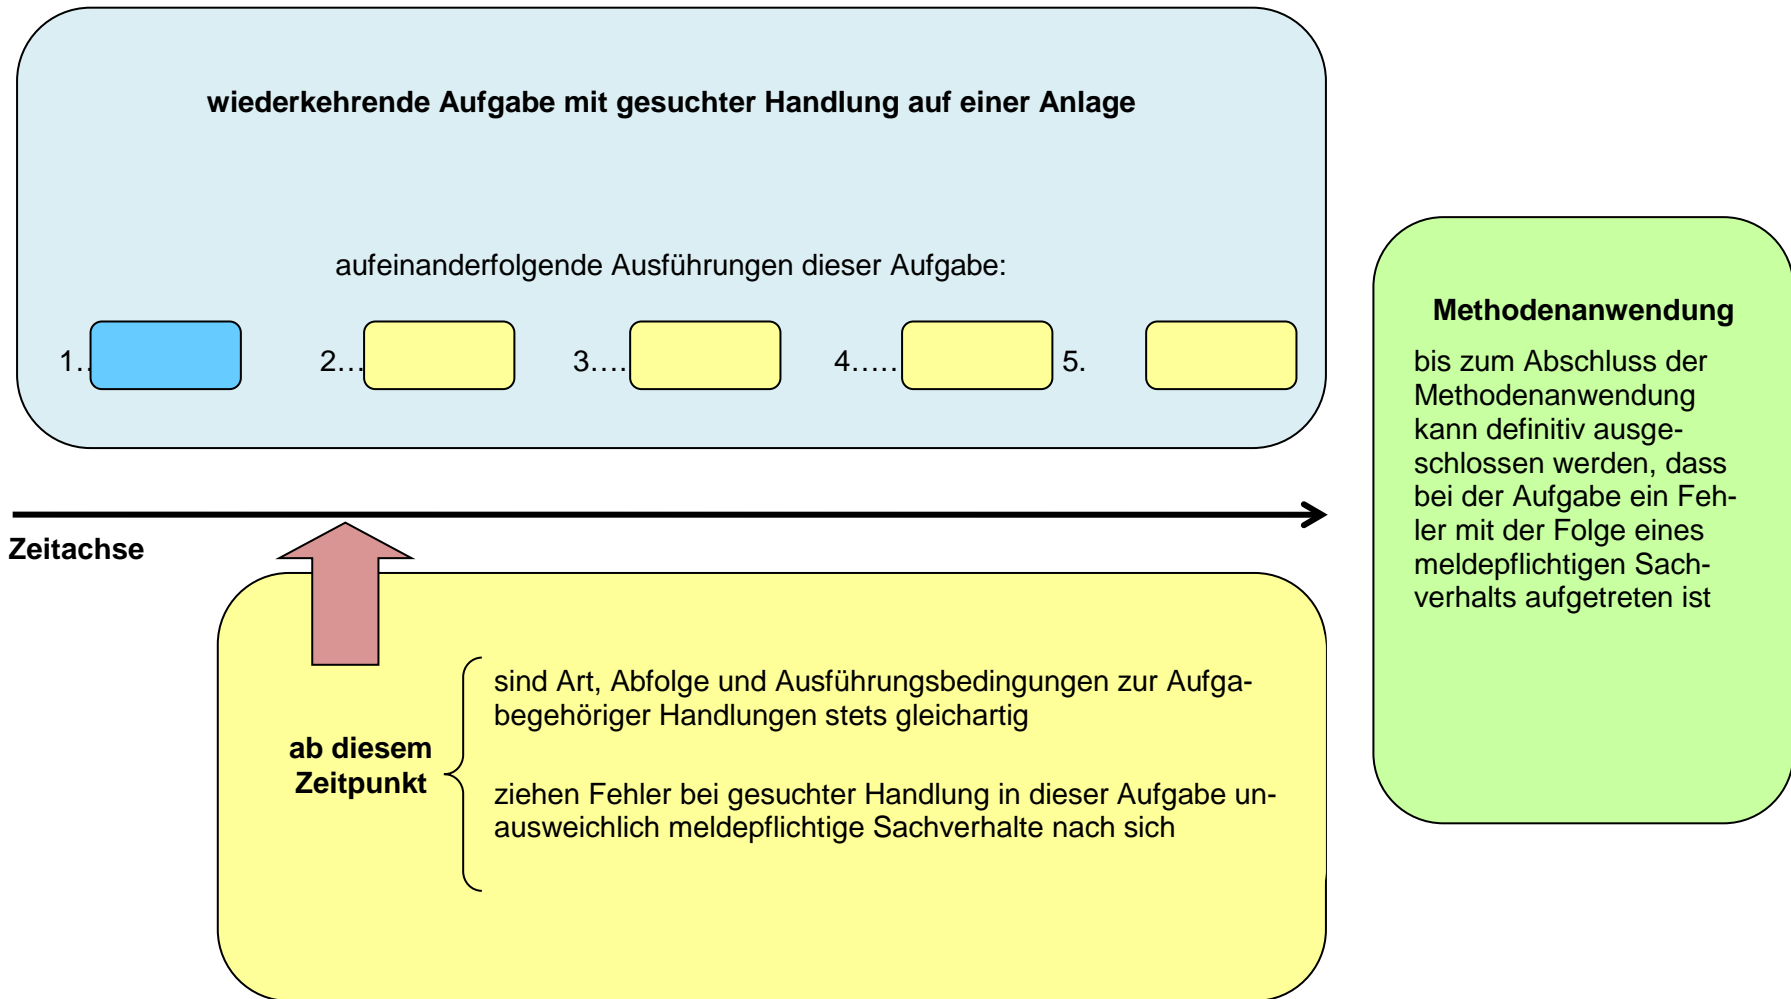 wiederkehrende Aufgabe mit gesuchter Handlung auf einer Anlage
aufeinanderfolgende Ausführungen dieser Aufgabe:
1.. 2... 3.... 4..... 5.
Zeitachse
ab diesem
Zeitpunkt
sind Art, Abfolge und Ausführungsbedingungen zur Aufga-
begehöriger Handlungen stets gleichartig
ziehen Fehler bei gesuchter Handlung in dieser Aufgabe un-
ausweichlich meldepflichtige Sachverhalte nach sich
Methodenanwendung
bis zum Abschluss der
Methodenanwendung
kann definitiv ausge-
schlossen werden, dass
bei der Aufgabe ein Feh-
ler mit der Folge eines
meldepflichtigen Sach-
verhalts aufgetreten ist